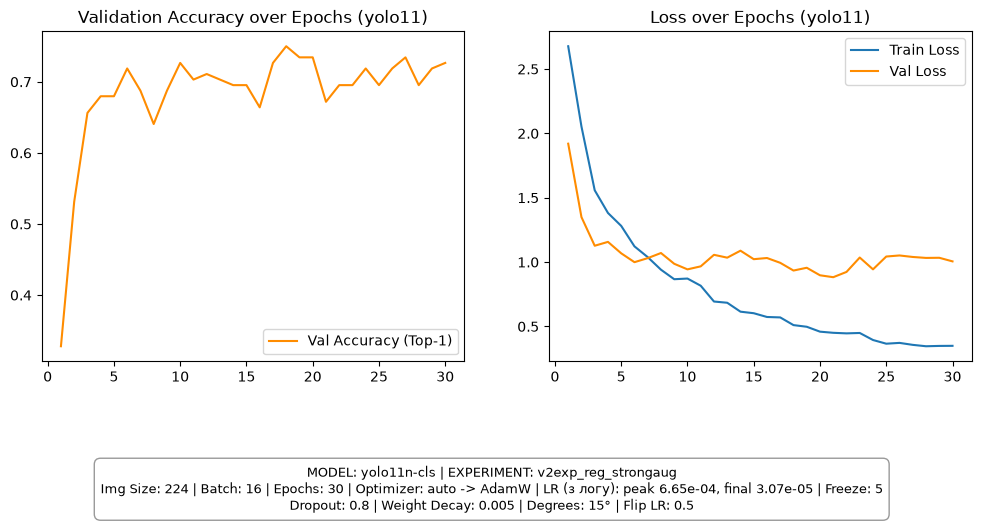 Validation Accuracy over Epochs (yolo11)
0.7
0.6
0.5
0.4
0 5 10 15 20 25 30
Val Accuracy (Top-1)
Loss over Epochs (yolo11)
Train Loss
Val Loss
2.5
2.0
1.5
1.0
0.5
0 5 10 15 20 25 30
MODEL: yolo11n-cls | EXPERIMENT: v2exp_reg_strongaug
Img Size: 224 | Batch: 16 | Epochs: 30 | Optimizer: auto -> AdamW | LR (з логу): peak 6.65e-04, final 3.07e-05 | Freeze: 5
Dropout: 0.8 | Weight Decay: 0.005 | Degrees: 15° | Flip LR: 0.5